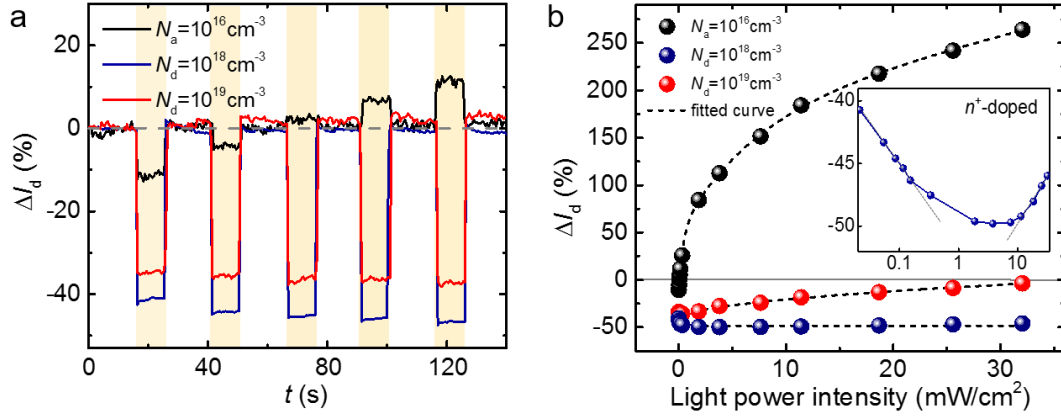 a
20
0
-20
-40
ΔI_d (%)
N_a=10^16cm^-3
N_d=10^18cm^-3
N_d=10^19cm^-3
0 40 80 120
t (s)
b
250
200
150
100
50
0
-50
ΔI_d (%)
N_a=10^16cm^-3
N_d=10^18cm^-3
N_d=10^19cm^-3
fitted curve
-40
-45
-50
n^+-doped
0.1 1 10
0 10 20 30
Light power intensity (mW/cm^2)